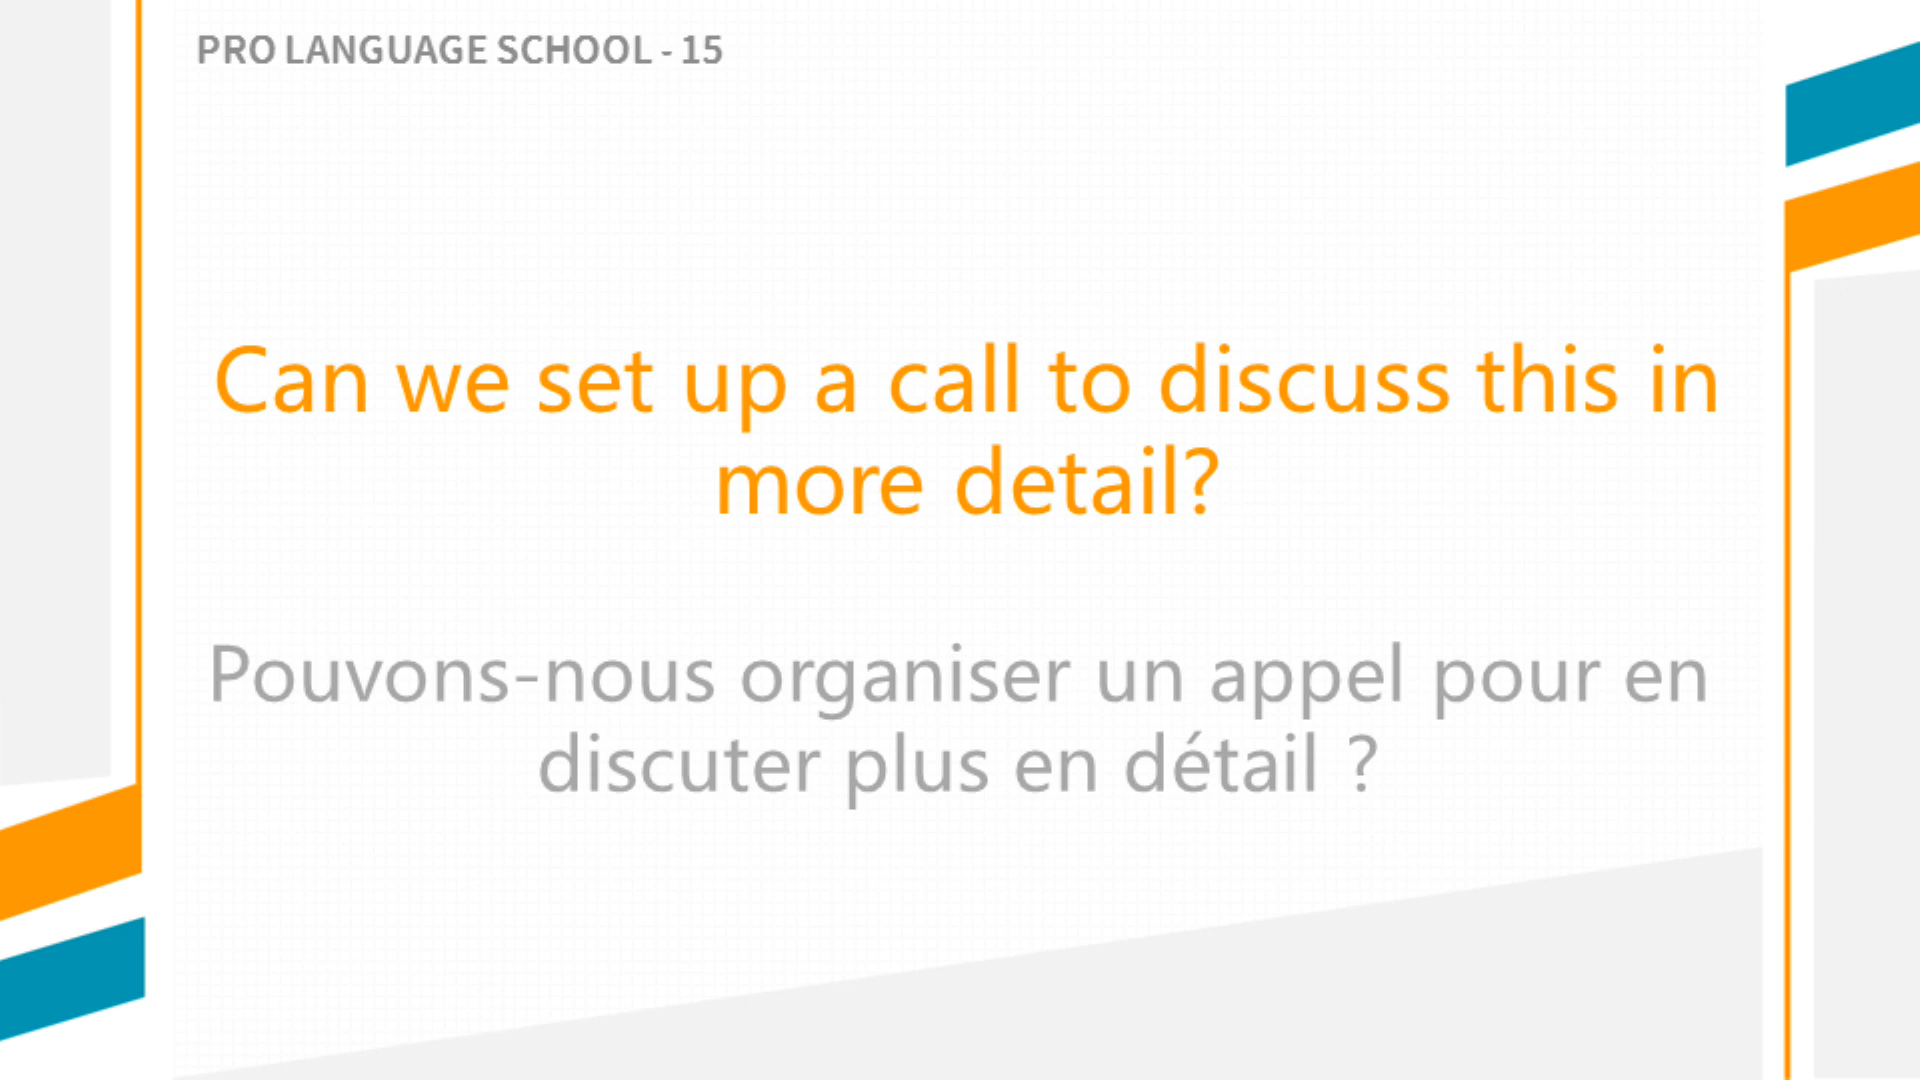 PRO LANGUAGE SCHOOL - 15
Can we set up a call to discuss this in
more detail?
Pouvons-nous organiser un appel pour en
discuter plus en détail ?